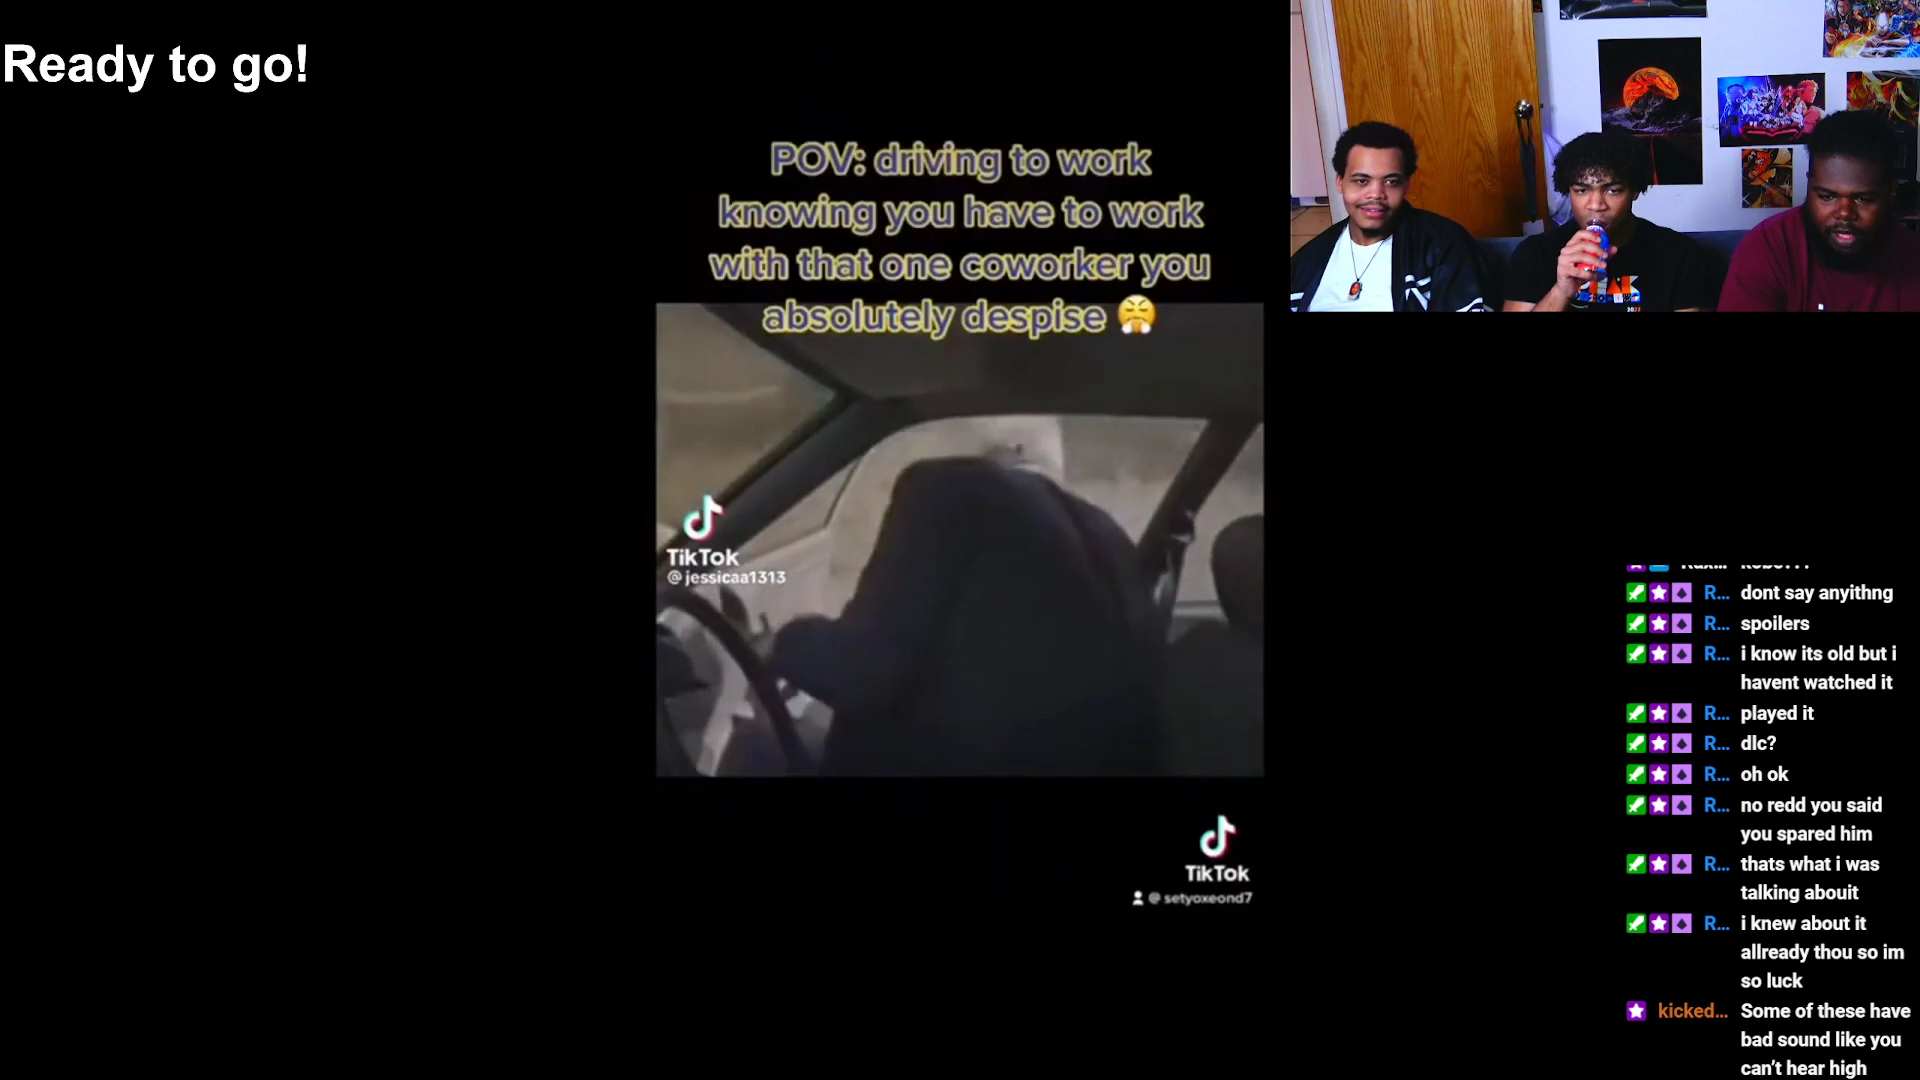 Ready to go!
POV: driving to work
knowing you have to work
with that one coworker you
absolutely despise 😤
TikTok
@jessicaa1313
TikTok
@setyoxeond7
R... dont say anyithng
R... spoilers
R... i know its old but i
havent watched it
R... played it
R... dlc?
R... oh ok
R... no redd you said
you spared him
R... thats what i was
talking abouit
R... i knew about it
allready thou so im
so luck
kicked... Some of these have
bad sound like you
can't hear high